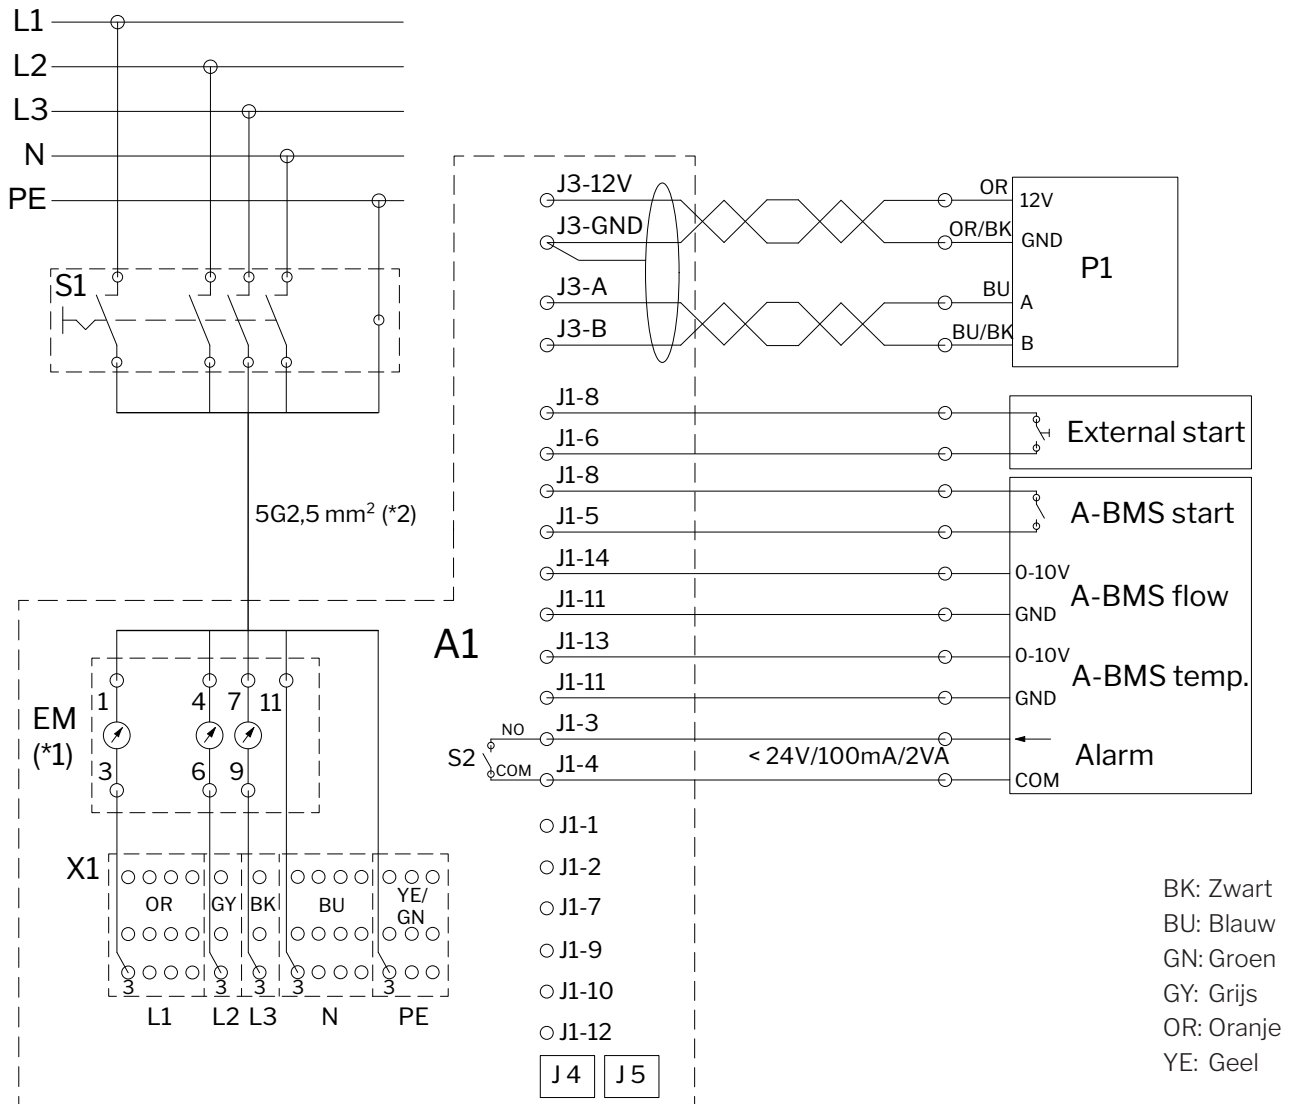 L1
L2
L3
N
PE
S1
5G2,5 mm² (*2)
A1
J3-12V
J3-GND
J3-A
J3-B
OR
OR/BK
BU
BU/BK
12V
GND
A
B
P1
J1-8
J1-6
External start
J1-8
J1-5
A-BMS start
J1-14
0-10V
A-BMS flow
J1-11
GND
J1-13
0-10V
A-BMS temp.
J1-11
GND
S2
NO
J1-3
< 24V/100mA/2VA
Alarm
COM
J1-4
COM
J1-1
J1-2
J1-7
J1-9
J1-10
J1-12
J 4
J 5
EM
(*1)
1
4
7
11
3
6
9
X1
OR
GY
BK
BU
YE/
GN
3
3
3
3
3
L1
L2
L3
N
PE
BK: Zwart
BU: Blauw
GN: Groen
GY: Grijs
OR: Oranje
YE: Geel